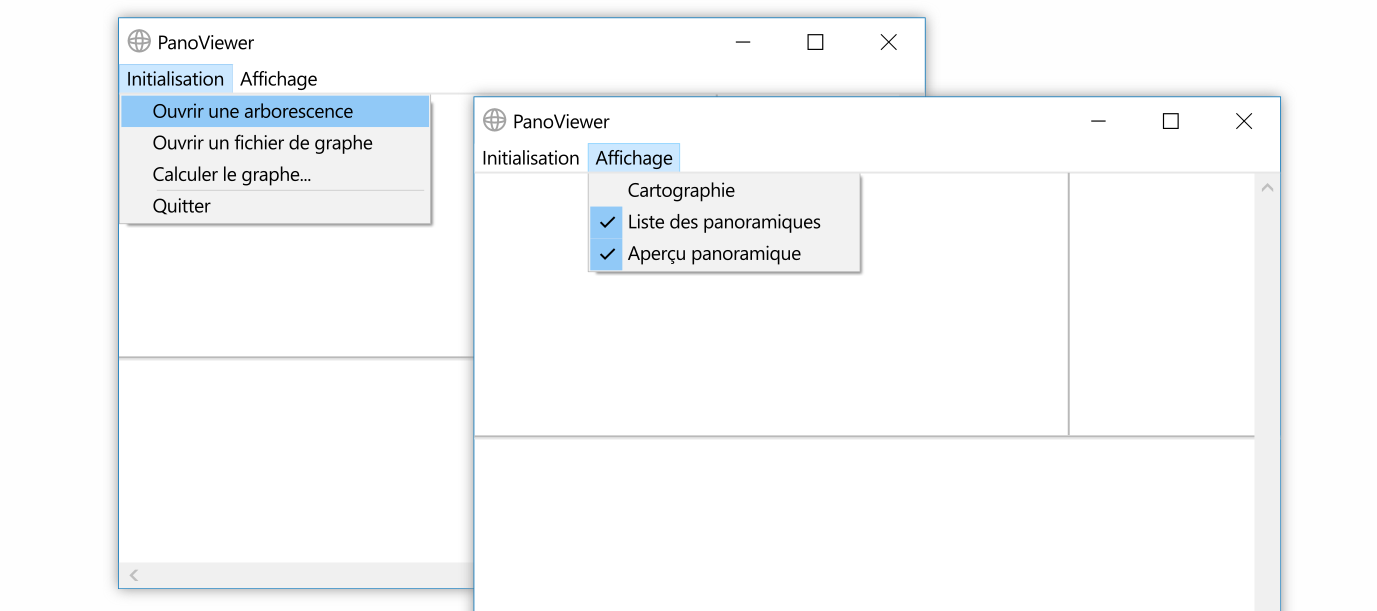 PanoViewer
Initialisation Affichage
Ouvrir une arborescence
Ouvrir un fichier de graphe
Calculer le graphe...
Quitter
PanoViewer
Initialisation Affichage
Cartographie
Liste des panoramiques
Aperçu panoramique